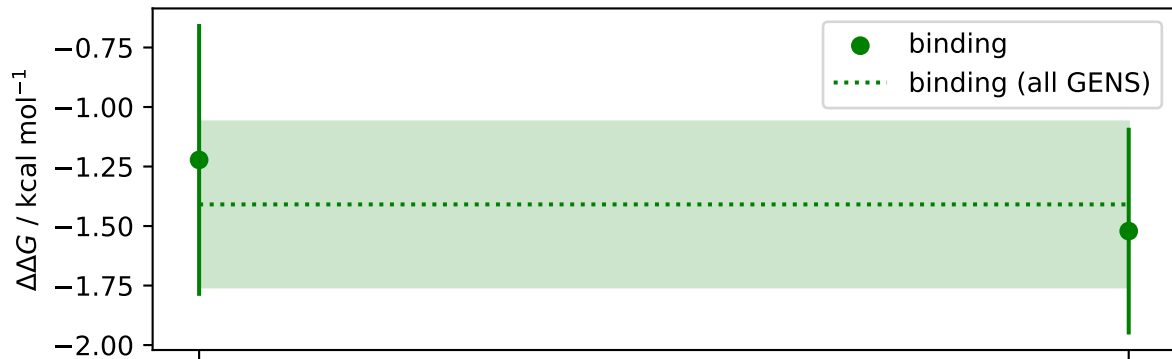 −0.75
−1.00
−1.25
−1.50
−1.75
−2.00
ΔΔG / kcal mol⁻¹
binding
binding (all GENS)